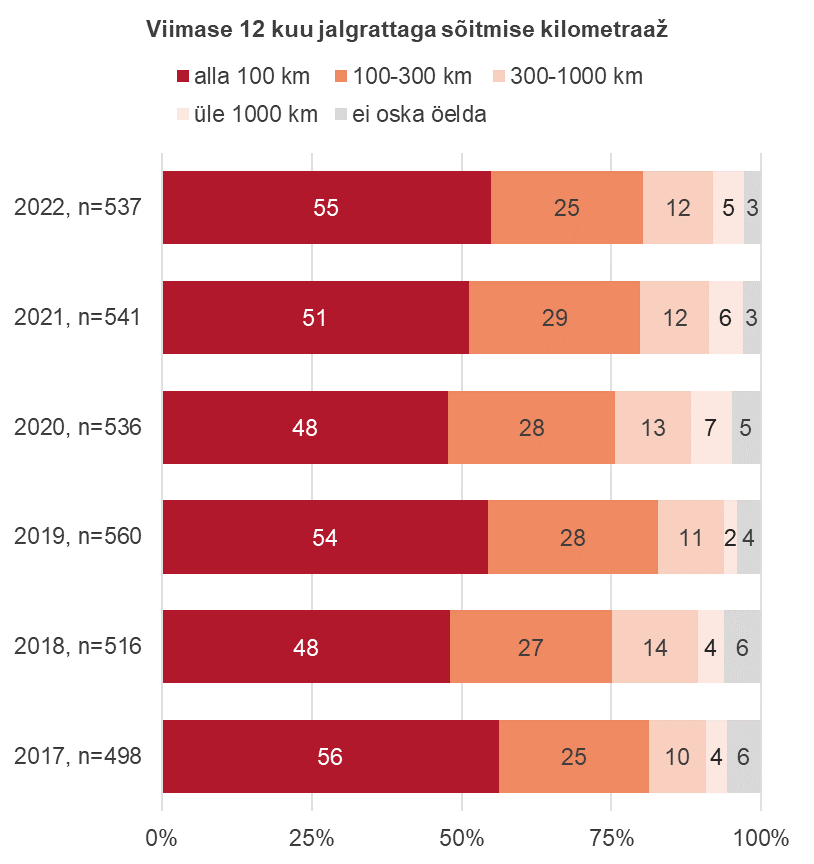 Viimase 12 kuu jalgrattaga sõitmise kilometraaž
alla 100 km 100-300 km 300-1000 km
üle 1000 km ei oska öelda
2022, n=537 55 25 12 5 3
2021, n=541 51 29 12 6 3
2020, n=536 48 28 13 7 5
2019, n=560 54 28 11 2 4
2018, n=516 48 27 14 4 6
2017, n=498 56 25 10 4 6
0% 25% 50% 75% 100%